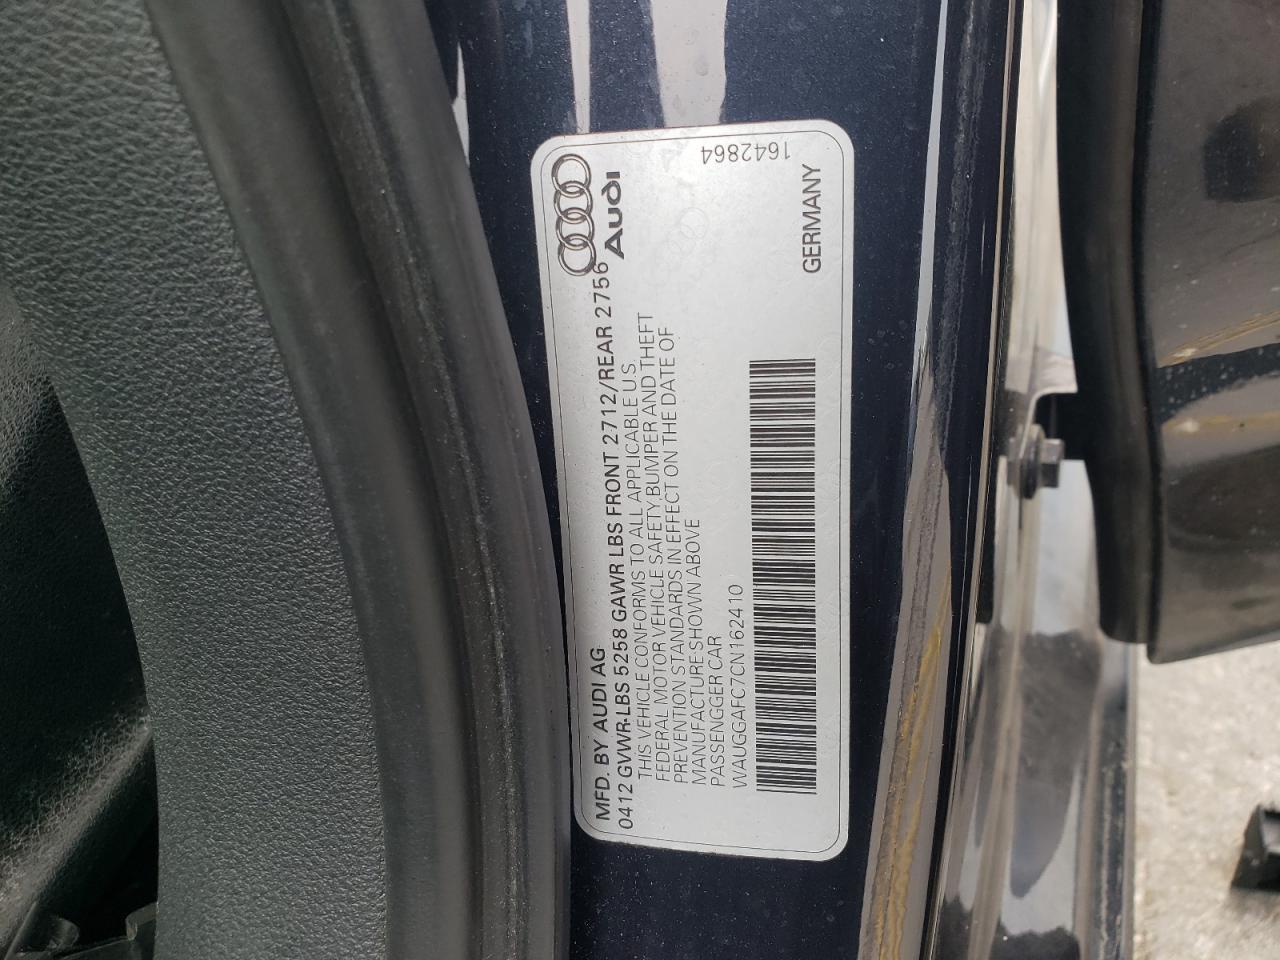 MFD. BY AUDI AG
0412 GVWR-LBS 5258 GAWR LBS FRONT 2712/REAR 2756
THIS VEHICLE CONFORMS TO ALL APPLICABLE U.S.
FEDERAL MOTOR VEHICLE SAFETY,BUMPER AND THEFT
PREVENTION STANDARDS IN EFFECT ON THE DATE OF
MANUFACTURE SHOWN ABOVE
PASSENGGER CAR
WAUGGAFC7CN162410
Audi
GERMANY
1642864